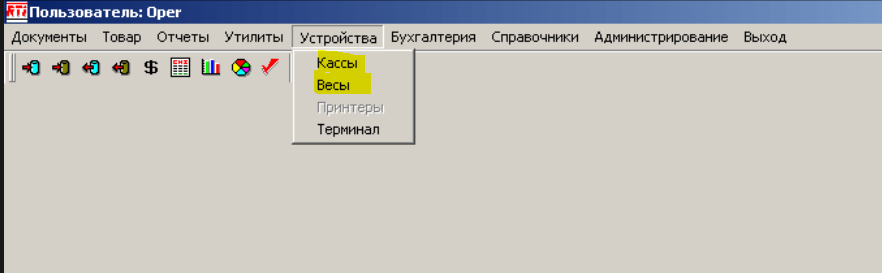 Пользователь: Oper
Документы Товар Отчеты Утилиты Устройства Бухгалтерия Справочники Администрирование Выход
$
Кассы
Весы
Принтеры
Терминал